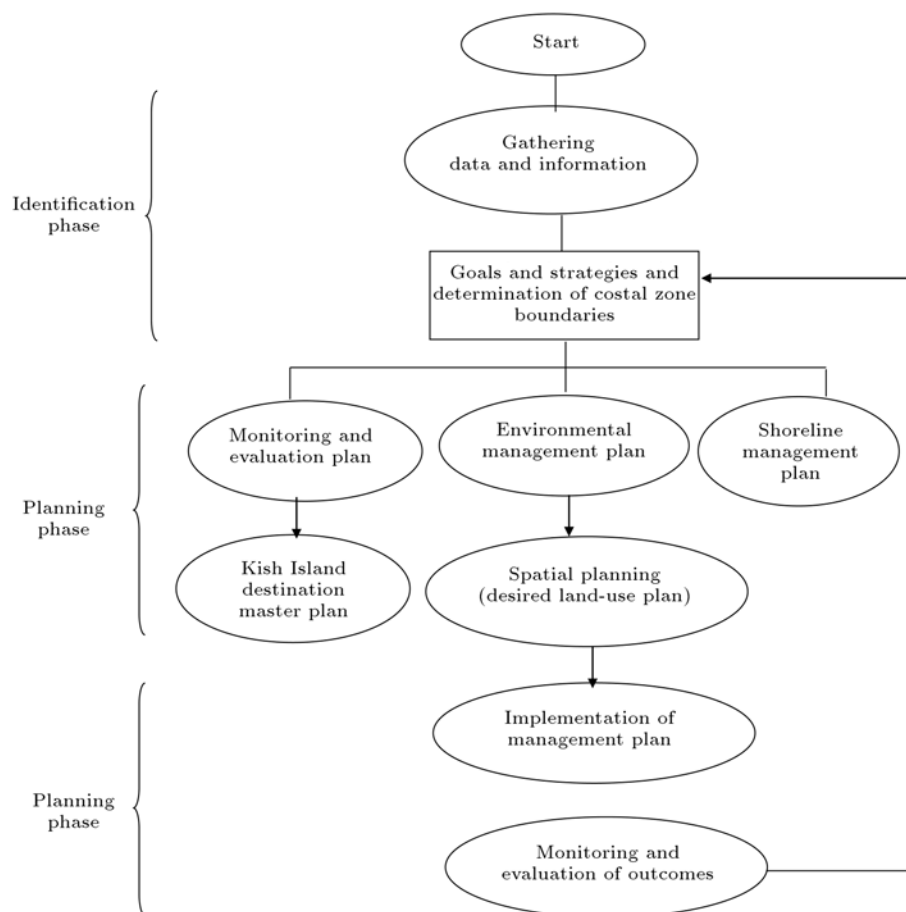 Start
Gathering
data and information
Identification
phase
Goals and strategies and
determination of costal zone
boundaries
Monitoring and
evaluation plan
Environmental
management plan
Shoreline
management
plan
Planning
phase
Kish Island
destination
master plan
Spatial planning
(desired land-use plan)
Implementation of
management plan
Planning
phase
Monitoring and
evaluation of outcomes